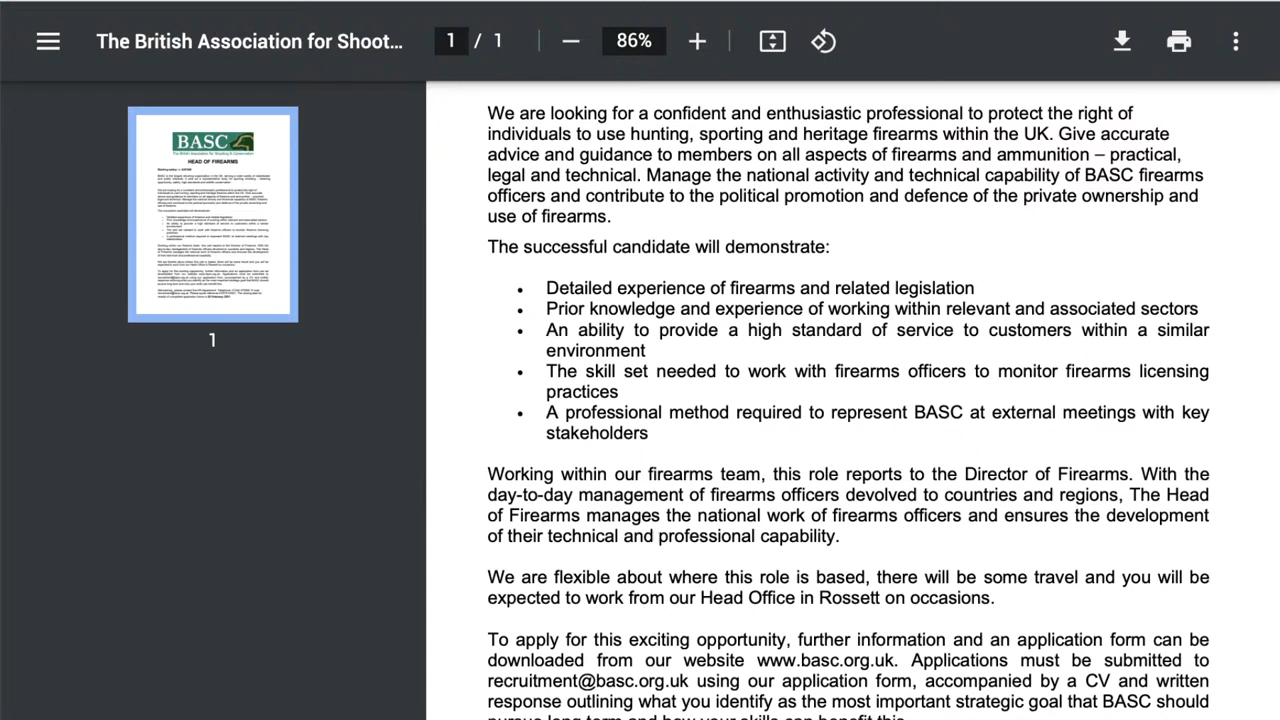 The British Association for Shoot...
1 / 1
86%
BASC
HEAD OF FIREARMS
1
We are looking for a confident and enthusiastic professional to protect the right of
individuals to use hunting, sporting and heritage firearms within the UK. Give accurate
advice and guidance to members on all aspects of firearms and ammunition – practical,
legal and technical. Manage the national activity and technical capability of BASC firearms
officers and contribute to the political promotion and defence of the private ownership and
use of firearms.
The successful candidate will demonstrate:
• Detailed experience of firearms and related legislation
• Prior knowledge and experience of working within relevant and associated sectors
• An ability to provide a high standard of service to customers within a similar
environment
• The skill set needed to work with firearms officers to monitor firearms licensing
practices
• A professional method required to represent BASC at external meetings with key
stakeholders
Working within our firearms team, this role reports to the Director of Firearms. With the
day-to-day management of firearms officers devolved to countries and regions, The Head
of Firearms manages the national work of firearms officers and ensures the development
of their technical and professional capability.
We are flexible about where this role is based, there will be some travel and you will be
expected to work from our Head Office in Rossett on occasions.
To apply for this exciting opportunity, further information and an application form can be
downloaded from our website www.basc.org.uk. Applications must be submitted to
recruitment@basc.org.uk using our application form, accompanied by a CV and written
response outlining what you identify as the most important strategic goal that BASC should
pursue long term and how your skills can benefit this.